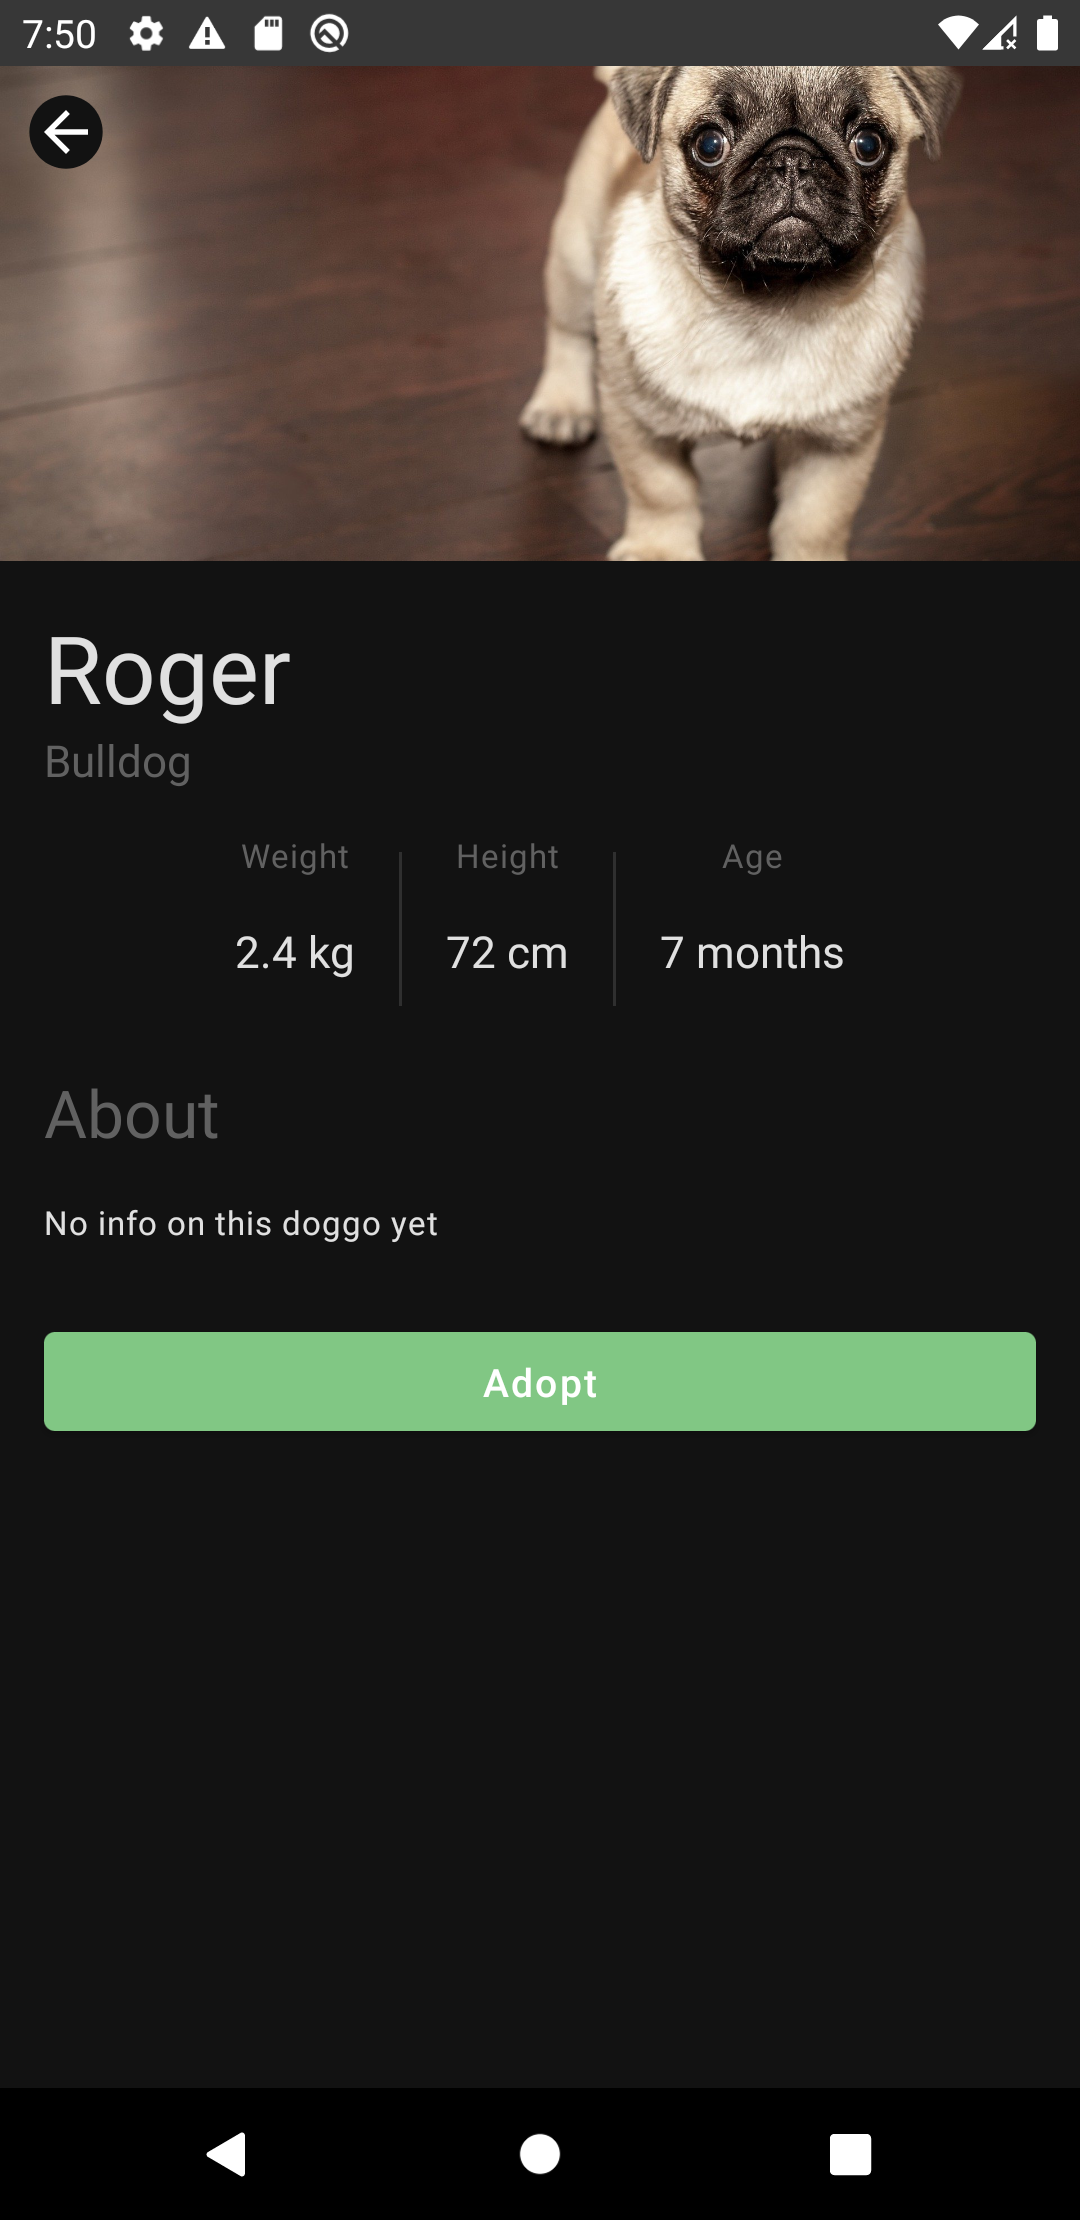 7:50
Roger
Bulldog
Weight Height Age
2.4 kg 72 cm 7 months
About
No info on this doggo yet
Adopt